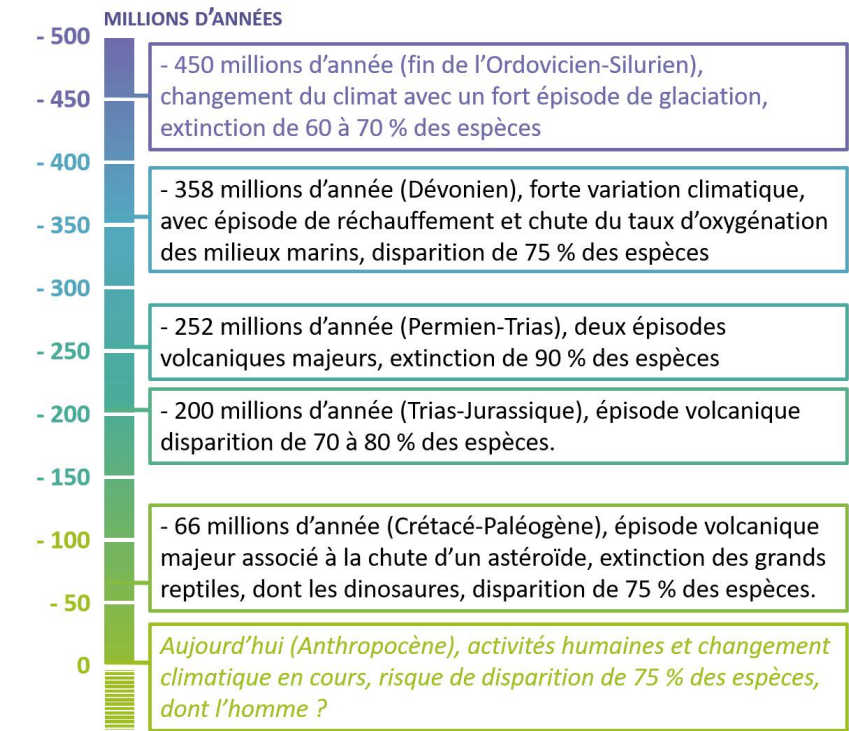 MILLIONS D'ANNÉES
- 500
- 450 millions d'année (fin de l'Ordovicien-Silurien),
changement du climat avec un fort épisode de glaciation,
extinction de 60 à 70 % des espèces
- 450
- 400
- 358 millions d'année (Dévonien), forte variation climatique,
avec épisode de réchauffement et chute du taux d'oxygénation
des milieux marins, disparition de 75 % des espèces
- 350
- 300
- 252 millions d'année (Permien-Trias), deux épisodes
volcaniques majeurs, extinction de 90 % des espèces
- 250
- 200 millions d'année (Trias-Jurassique), épisode volcanique
disparition de 70 à 80 % des espèces.
- 200
- 150
- 66 millions d'année (Crétacé-Paléogène), épisode volcanique
majeur associé à la chute d'un astéroïde, extinction des grands
reptiles, dont les dinosaures, disparition de 75 % des espèces.
- 100
- 50
Aujourd'hui (Anthropocène), activités humaines et changement
climatique en cours, risque de disparition de 75 % des espèces,
dont l'homme ?
0